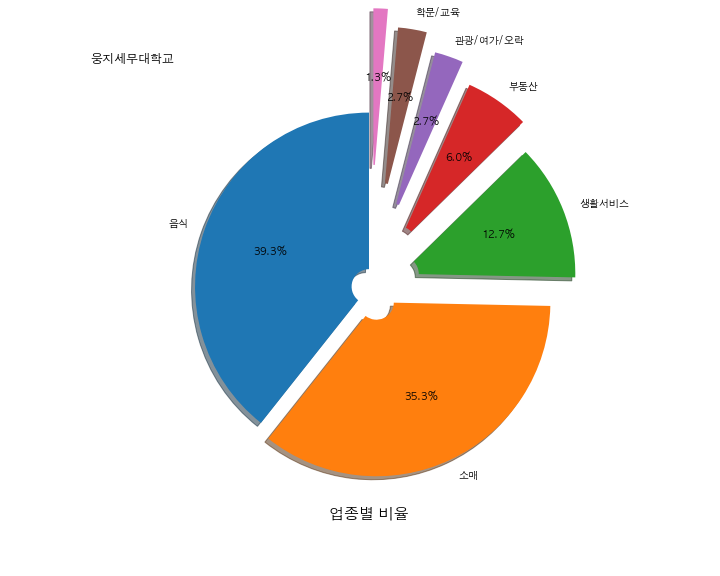 학문/교육
관광/여가/오락
웅지세무대학교
1.3%
부동산
2.7%
2.7%
6.0%
생활서비스
음식
12.7%
39.3%
35.3%
소매
업종별 비율